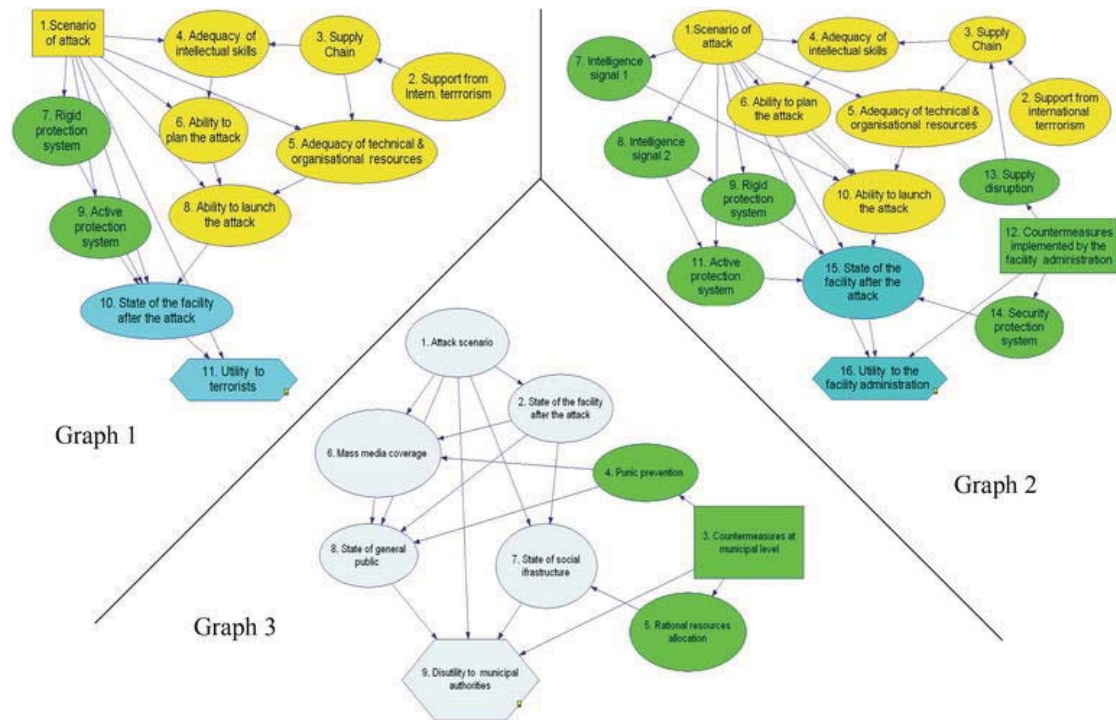 1.Scenario
of attack
4. Adequacy of
intellectual skills
3. Supply
Chain
2. Support from
Intern. terrrorism
7. Rigid
protection
system
6. Ability to
plan the attack
5. Adequacy of technical &
organisational resources
9. Active
protection
system
8. Ability to launch
the attack
10. State of the facility
after the attack
11. Utility to
terrorists
Graph 1
1.Scenario of
attack
4. Adequacy of
intellectual skills
3. Supply Chain
7. Intelligence
signal 1
6. Ability to plan
the attack
5. Adequacy of technical &
organisational resources
2. Support from
international
terrorism
8. Intelligence
signal 2
9. Rigid
protection
system
10. Ability to
launch the attack
13. Supply
disruption
11. Active
protection
system
12. Countermeasures
implemented by the
facility administration
15. State of the
facility after the
attack
14. Security
protection
system
16. Utility to the
facility administration
Graph 2
1. Attack scenario
2. State of the facility
after the attack
6. Mass media coverage
4. Punic prevention
8. State of general
public
7. State of social
ifrastructure
3. Countermeasures at
municipal level
5. Rational resources
allocation
9. Disutility to municipal
authorities
Graph 3